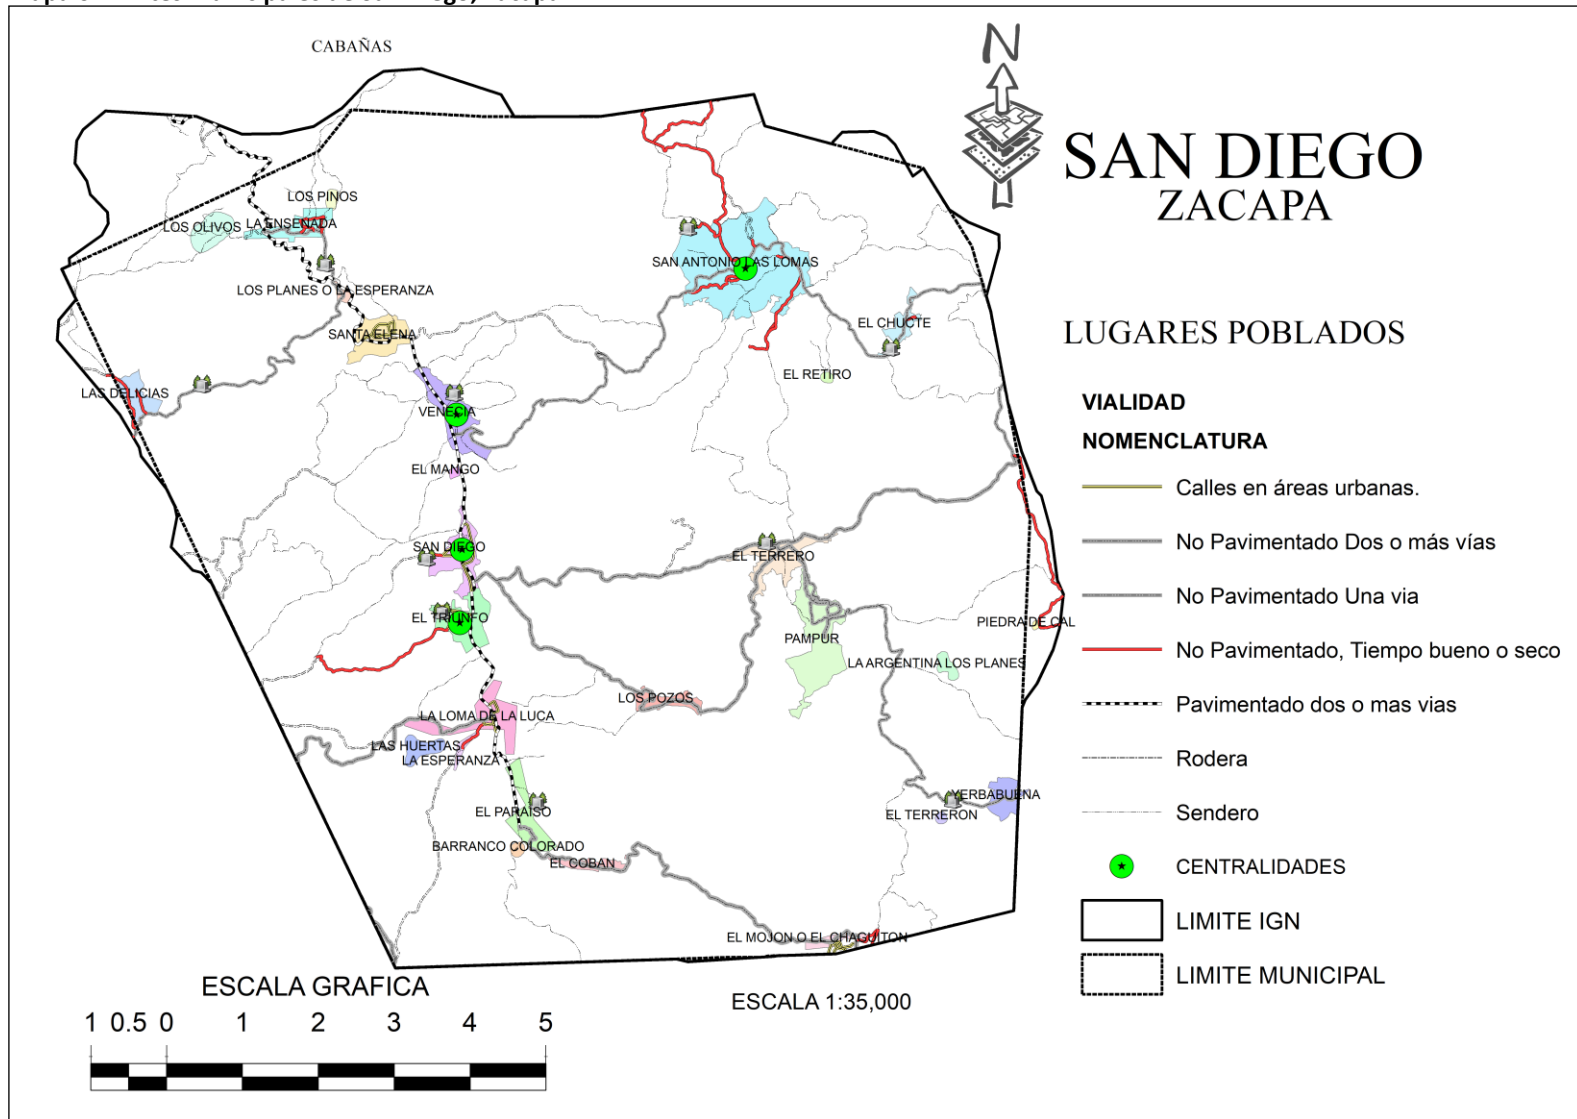 CABAÑAS
N
SAN DIEGO
ZACAPA
LOS PINOS
LOS OLIVOS
LA ENSENADA
SAN ANTONIO LAS LOMAS
LOS PLANES O LA ESPERANZA
EL CHUCTE
SANTA ELENA
LUGARES POBLADOS
EL RETIRO
LAS DELICIAS
VENECIA
VIALIDAD
NOMENCLATURA
EL MANGO
Calles en áreas urbanas.
No Pavimentado Dos o más vías
SAN DIEGO
EL TERRERO
No Pavimentado Una via
EL TRIUNFO
PIEDRA DE CAL
PAMPUR
LA ARGENTINA LOS PLANES
No Pavimentado, Tiempo bueno o seco
LOS POZOS
Pavimentado dos o mas vias
LA LOMA DE LA LUCA
LAS HUERTAS
LA ESPERANZA
Rodera
YERBABUENA
EL PARAISO
EL TERRERON
Sendero
BARRANCO COLORADO
EL COBAN
CENTRALIDADES
LIMITE IGN
EL MOJON O EL CHAGUITON
LIMITE MUNICIPAL
ESCALA GRAFICA
ESCALA 1:35,000
1 0.5 0 1 2 3 4 5